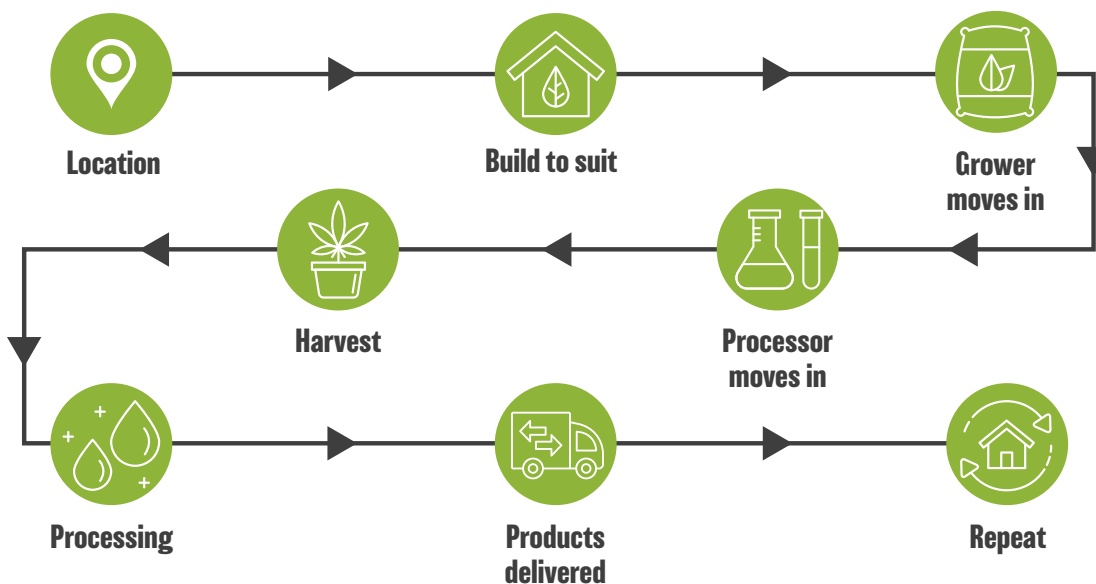 Location
Build to suit
Grower
moves in
Processor
moves in
Harvest
Processing
Products
delivered
Repeat